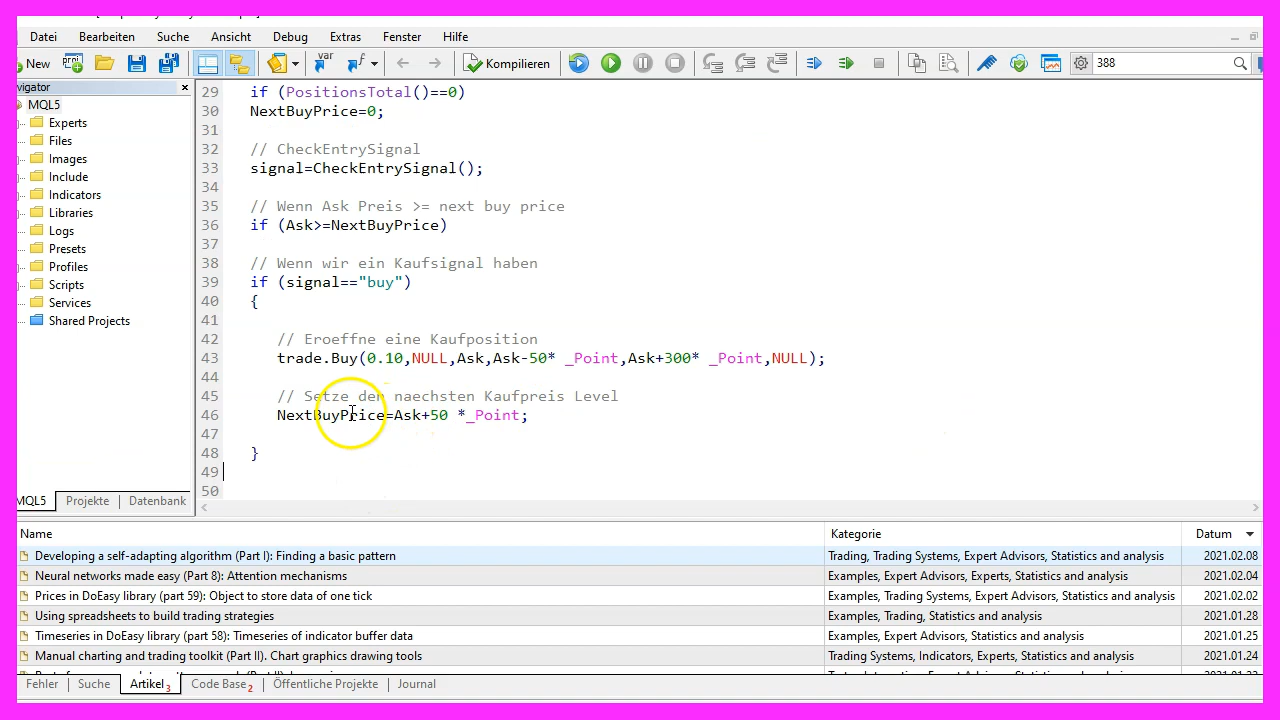 Datei Bearbeiten Suche Ansicht Debug Extras Fenster Hilfe
New Kompilieren 388
MQL5
Experts
Files
Images
Include
Indicators
Libraries
Logs
Presets
Profiles
Scripts
Services
Shared Projects
MQL5 Projekte Datenbank
29 if (PositionsTotal()==0)
30 NextBuyPrice=0;
31
32 // CheckEntrySignal
33 signal=CheckEntrySignal();
34
35 // Wenn Ask Preis >= next buy price
36 if (Ask>=NextBuyPrice)
37
38 // Wenn wir ein Kaufsignal haben
39 if (signal=="buy")
40 {
41
42 // Eroeffne eine Kaufposition
43 trade.Buy(0.10,NULL,Ask,Ask-50* _Point,Ask+300* _Point,NULL);
44
45 // Setze den naechsten Kaufpreis Level
46 NextBuyPrice=Ask+50 *_Point;
47
48 }
49
50
Name Kategorie Datum
Developing a self-adapting algorithm (Part I): Finding a basic pattern Trading, Trading Systems, Expert Advisors, Statistics and analysis 2021.02.08
Neural networks made easy (Part 8): Attention mechanisms Examples, Expert Advisors, Experts, Statistics and analysis 2021.02.04
Prices in DoEasy library (part 59): Object to store data of one tick Examples, Trading Systems, Expert Advisors, Statistics and analysis 2021.02.02
Using spreadsheets to build trading strategies Examples, Trading, Statistics and analysis 2021.01.28
Timeseries in DoEasy library (part 58): Timeseries of indicator buffer data Examples, Expert Advisors, Statistics and analysis 2021.01.25
Manual charting and trading toolkit (Part II). Chart graphics drawing tools Trading Systems, Indicators, Experts, Statistics and analysis 2021.01.24
Fehler Suche Artikel 3 Code Base 2 Öffentliche Projekte Journal